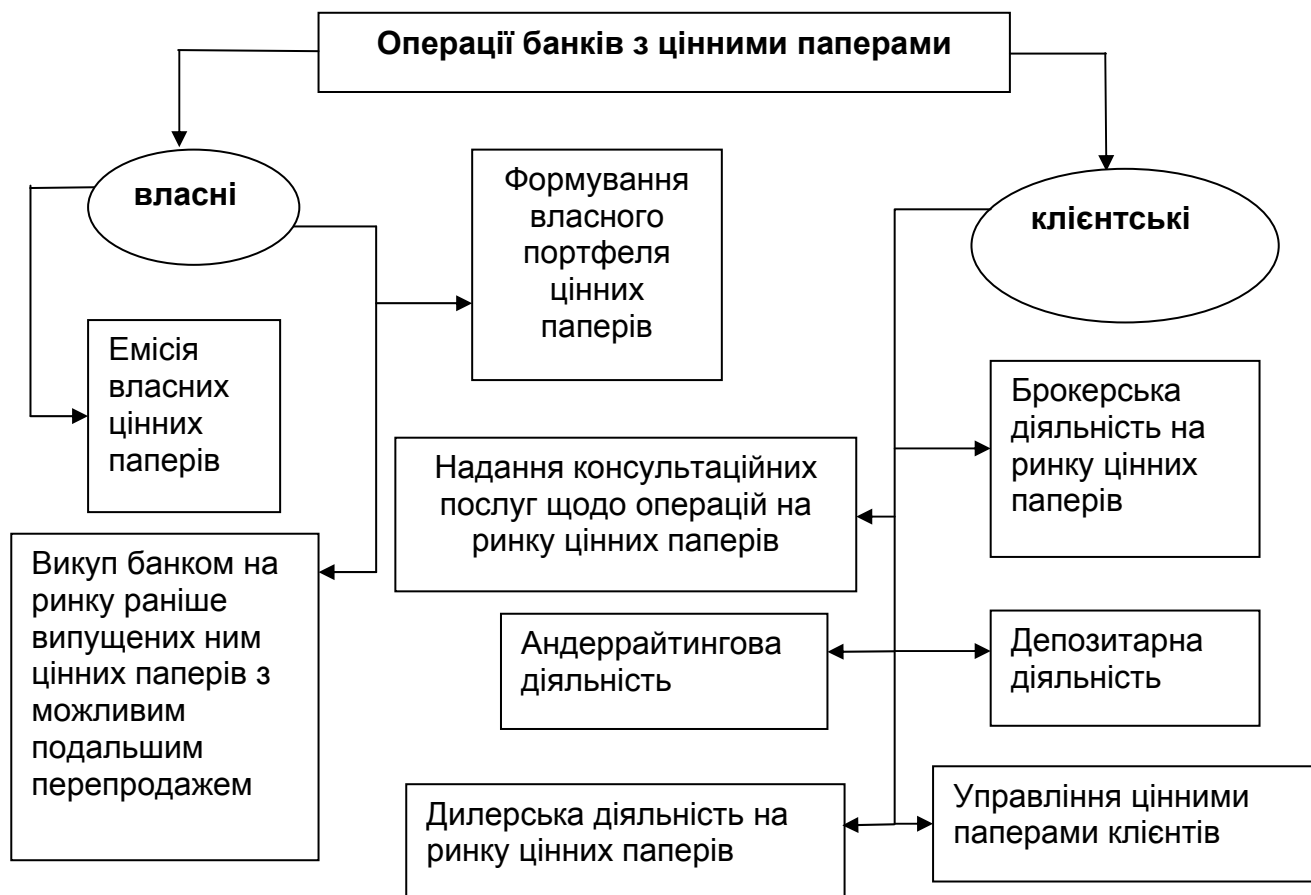 Операції банків з цінними паперами
власні
клієнтські
Формування
власного
портфеля
цінних
паперів
Емісія
власних
цінних
паперів
Брокерська
діяльність на
ринку цінних
паперів
Надання консультаційних
послуг щодо операцій на
ринку цінних паперів
Викуп банком на
ринку раніше
випущених ним
цінних паперів з
можливим
подальшим
перепродажем
Андеррайтингова
діяльність
Депозитарна
діяльність
Дилерська діяльність на
ринку цінних паперів
Управління цінними
паперами клієнтів